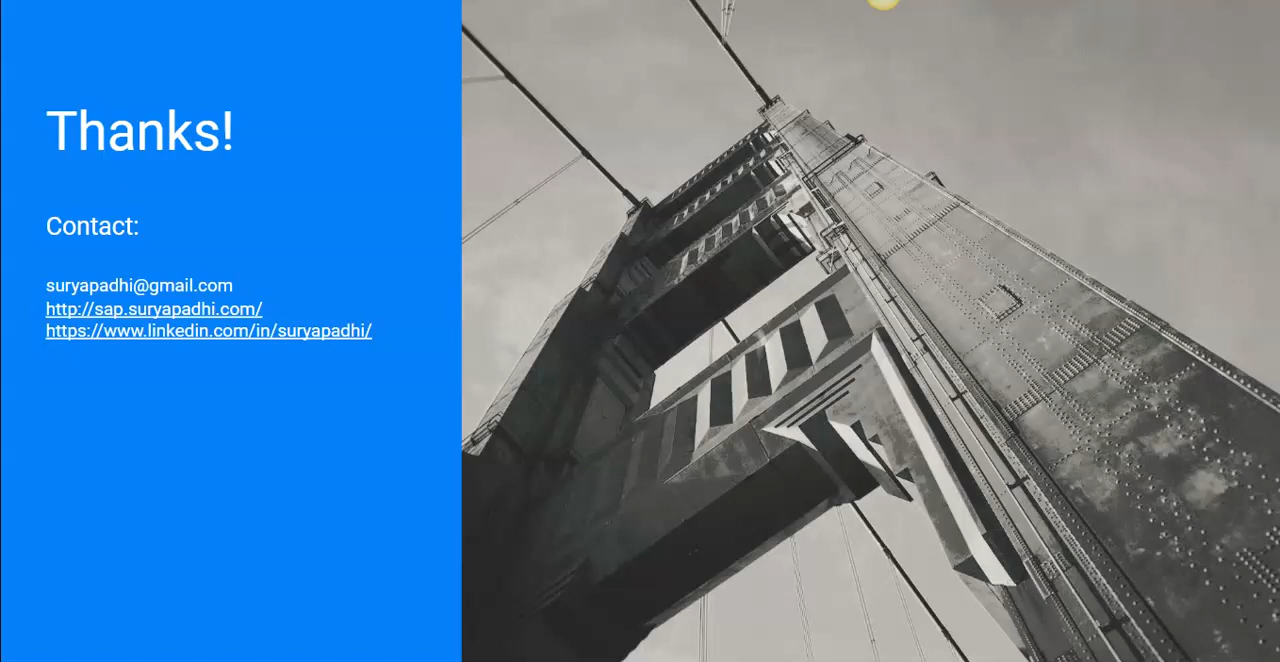 Thanks!
Contact:
suryapadhi@gmail.com
http://sap.suryapadhi.com/
https://www.linkedin.com/in/suryapadhi/